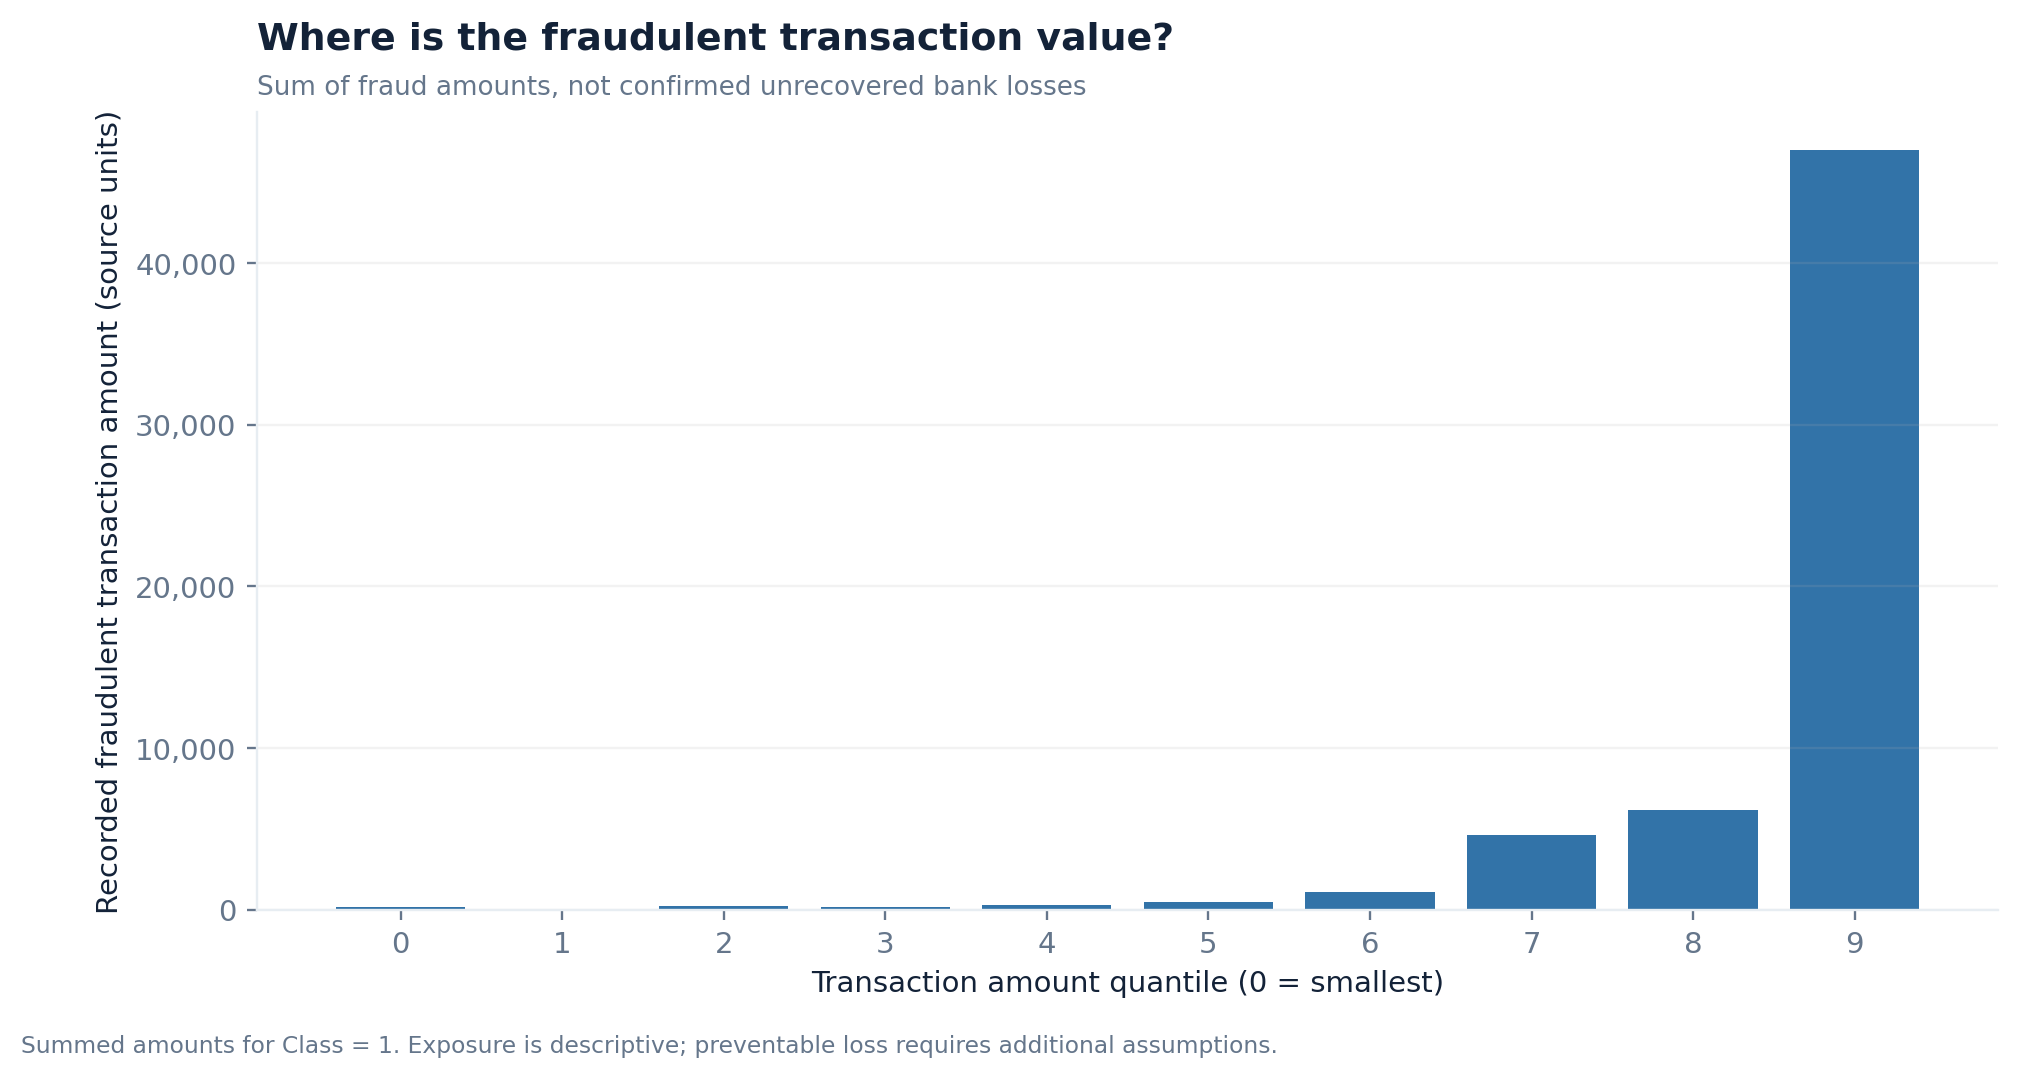 Where is the fraudulent transaction value?
Sum of fraud amounts, not confirmed unrecovered bank losses
Recorded fraudulent transaction amount (source units)
40,000
30,000
20,000
10,000
0
0 1 2 3 4 5 6 7 8 9
Transaction amount quantile (0 = smallest)
Summed amounts for Class = 1. Exposure is descriptive; preventable loss requires additional assumptions.